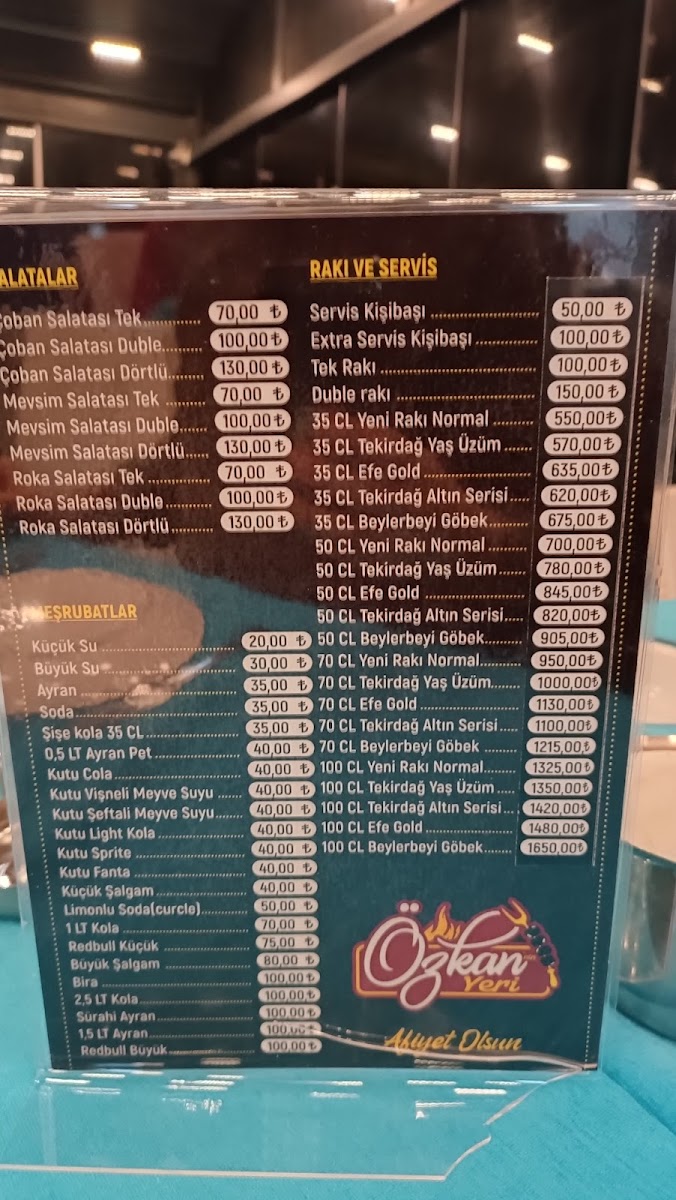 ALATALAR
Çoban Salatası Tek 70,00 ₺
Çoban Salatası Duble 100,00 ₺
Çoban Salatası Dörtlü 130,00 ₺
Mevsim Salatası Tek 70,00 ₺
Mevsim Salatası Duble 100,00 ₺
Mevsim Salatası Dörtlü 130,00 ₺
Roka Salatası Tek 70,00 ₺
Roka Salatası Duble 100,00 ₺
Roka Salatası Dörtlü 130,00 ₺
MEŞRUBATLAR
Küçük Su 20,00 ₺
Büyük Su 30,00 ₺
Ayran 35,00 ₺
Soda 35,00 ₺
Şişe kola 35 CL 35,00 ₺
0,5 LT Ayran Pet 40,00 ₺
Kutu Cola 40,00 ₺
Kutu Vişneli Meyve Suyu 40,00 ₺
Kutu Şeftali Meyve Suyu 40,00 ₺
Kutu Light Kola 40,00 ₺
Kutu Sprite 40,00 ₺
Kutu Fanta 40,00 ₺
Küçük Şalgam 40,00 ₺
Limonlu Soda(curcle) 50,00 ₺
1 LT Kola 70,00 ₺
Redbull Küçük 75,00 ₺
Büyük Şalgam 80,00 ₺
Bira 100,00 ₺
2,5 LT Kola 100,00 ₺
Sürahi Ayran 100,00 ₺
1,5 LT Ayran 100,00 ₺
Redbull Büyük 100,00 ₺
RAKI VE SERVİS
Servis Kişibaşı 50,00 ₺
Extra Servis Kişibaşı 100,00 ₺
Tek Rakı 100,00 ₺
Duble rakı 150,00 ₺
35 CL Yeni Rakı Normal 550,00 ₺
35 CL Tekirdağ Yaş Üzüm 570,00 ₺
35 CL Efe Gold 635,00 ₺
35 CL Tekirdağ Altın Serisi 620,00 ₺
35 CL Beylerbeyi Göbek 675,00 ₺
50 CL Yeni Rakı Normal 700,00 ₺
50 CL Tekirdağ Yaş Üzüm 780,00 ₺
50 CL Efe Gold 845,00 ₺
50 CL Tekirdağ Altın Serisi 820,00 ₺
50 CL Beylerbeyi Göbek 905,00 ₺
70 CL Yeni Rakı Normal 950,00 ₺
70 CL Tekirdağ Yaş Üzüm 1000,00 ₺
70 CL Efe Gold 1130,00 ₺
70 CL Tekirdağ Altın Serisi 1100,00 ₺
70 CL Beylerbeyi Göbek 1215,00 ₺
100 CL Yeni Rakı Normal 1325,00 ₺
100 CL Tekirdağ Yaş Üzüm 1350,00 ₺
100 CL Tekirdağ Altın Serisi 1420,00 ₺
100 CL Efe Gold 1480,00 ₺
100 CL Beylerbeyi Göbek 1650,00 ₺
Özkan
Yeri
Afiyet Olsun